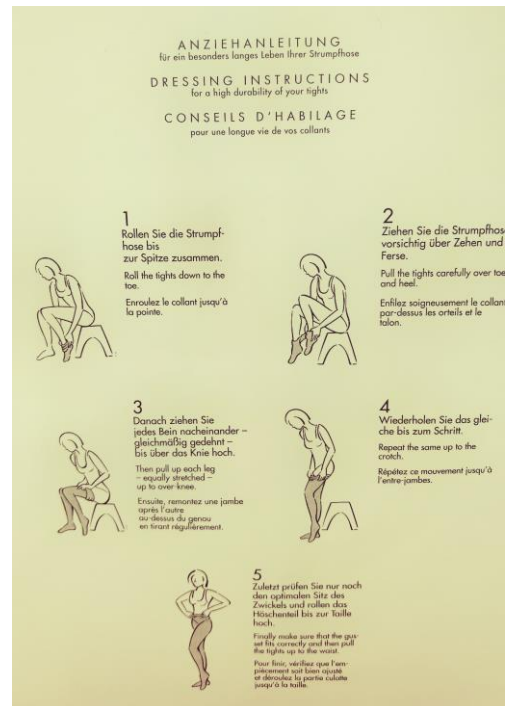 ANZIEHANLEITUNG
für ein besonders langes Leben Ihrer Strumpfhose
DRESSING INSTRUCTIONS
for a high durability of your tights
CONSEILS D'HABILAGE
pour une longue vie de vos collants
1
Rollen Sie die Strumpf-
hose bis
zur Spitze zusammen.
Roll the tights down to the
toe.
Enroulez le collant jusqu'à
la pointe.
2
Ziehen Sie die Strumpfhose
vorsichtig über Zehen und
Ferse.
Pull the tights carefully over toe
and heel.
Enfilez soigneusement le collant
par-dessus les orteils et le
talon.
3
Danach ziehen Sie
jedes Bein nacheinander –
gleichmäßig gedehnt –
bis über das Knie hoch.
Then pull up each leg
– equally stretched –
up to over-knee.
Ensuite, remontez une jambe
après l'autre
au-dessus du genou
en tirant régulièrement.
4
Wiederholen Sie das glei-
che bis zum Schritt.
Repeat the same up to the
crotch.
Répétez ce mouvement jusqu'à
l'entre-jambes.
5
Zuletzt prüfen Sie nur noch
den optimalen Sitz des
Zwickels und rollen das
Höschenteil bis zur Taille
hoch.
Finally make sure that the gus-
set fits correctly and then pull
the tights up to the waist.
Pour finir, vérifiez que l'em-
piècement soit bien ajusté
et déroulez la partie culotte
jusqu'à la taille.